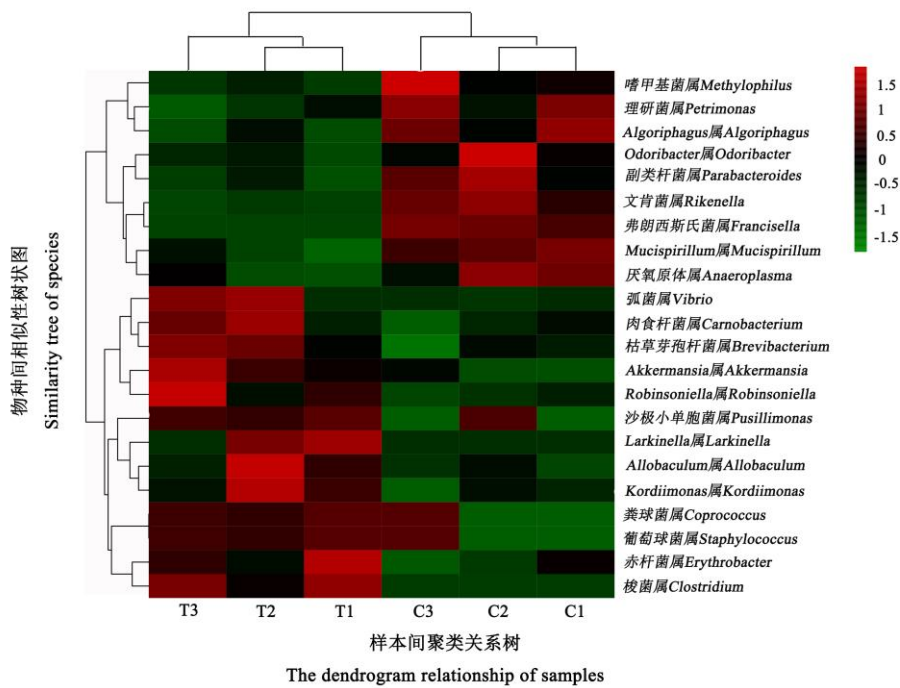 嗜甲基菌属Methylophilus
理研菌属Petrimonas
Algoriphagus属Algoriphagus
Odoribacter属Odoribacter
副类杆菌属Parabacteroides
文肯菌属Rikenella
弗朗西斯氏菌属Francisella
Mucispirillum属Mucispirillum
厌氧原体属Anaeroplasma
弧菌属Vibrio
肉食杆菌属Carnobacterium
枯草芽孢杆菌属Brevibacterium
Akkermansia属Akkermansia
Robinsoniella属Robinsoniella
沙极小单胞菌属Pusillimonas
Larkinella属Larkinella
Allobaculum属Allobaculum
Kordiimonas属Kordiimonas
粪球菌属Coprococcus
葡萄球菌属Staphylococcus
赤杆菌属Erythrobacter
梭菌属Clostridium
1.5
1
0.5
0
-0.5
-1
-1.5
物种间相似性树状图
Similarity tree of species
T3 T2 T1 C3 C2 C1
样本间聚类关系树
The dendrogram relationship of samples